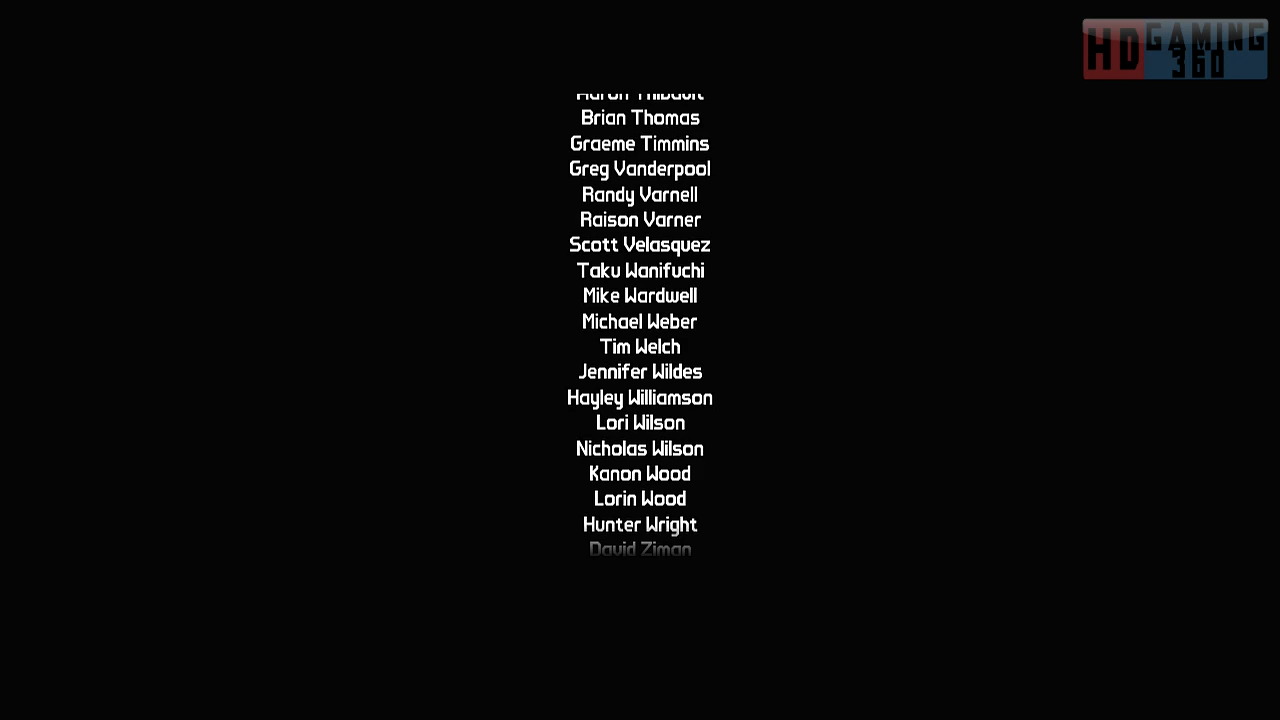 HD GAMING
360
Aaron Thibault
Brian Thomas
Graeme Timmins
Greg Vanderpool
Randy Varnell
Raison Varner
Scott Velasquez
Taku Wanifuchi
Mike Wardwell
Michael Weber
Tim Welch
Jennifer Wildes
Hayley Williamson
Lori Wilson
Nicholas Wilson
Kanon Wood
Lorin Wood
Hunter Wright
David Ziman